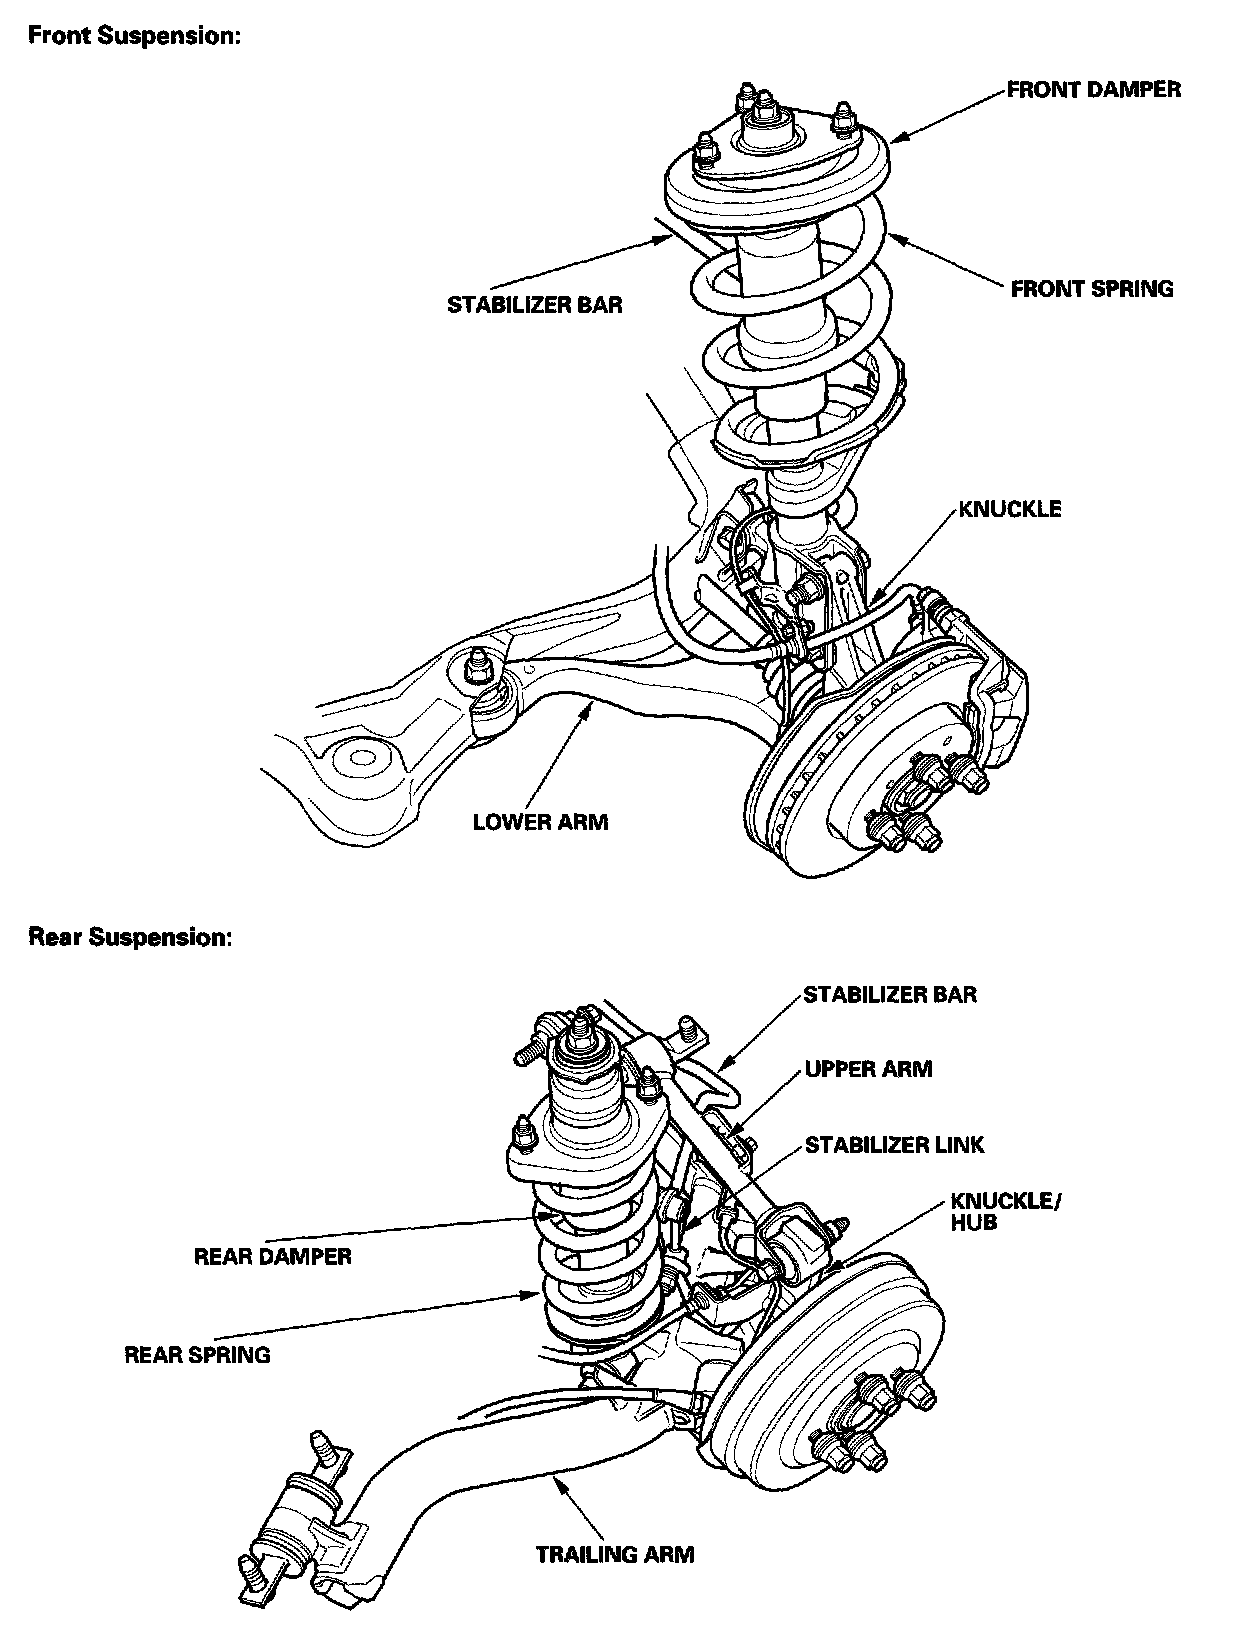 Front Suspension:
FRONT DAMPER
STABILIZER BAR
FRONT SPRING
KNUCKLE
LOWER ARM
Rear Suspension:
STABILIZER BAR
UPPER ARM
STABILIZER LINK
KNUCKLE/
HUB
REAR DAMPER
REAR SPRING
TRAILING ARM